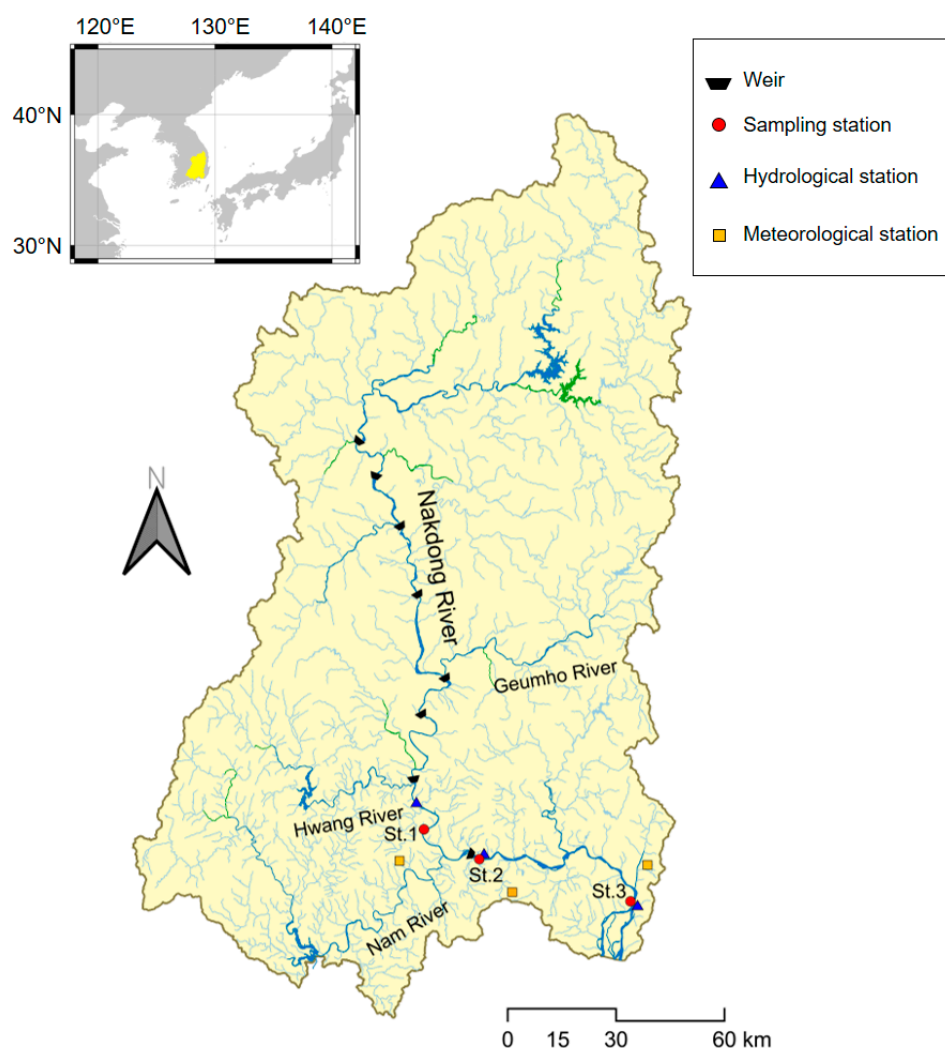 120°E 130°E 140°E
40°N
30°N
Weir
Sampling station
Hydrological station
Meteorological station
N
Nakdong River
Geumho River
Hwang River
St.1
St.2
St.3
Nam River
0 15 30 60 km